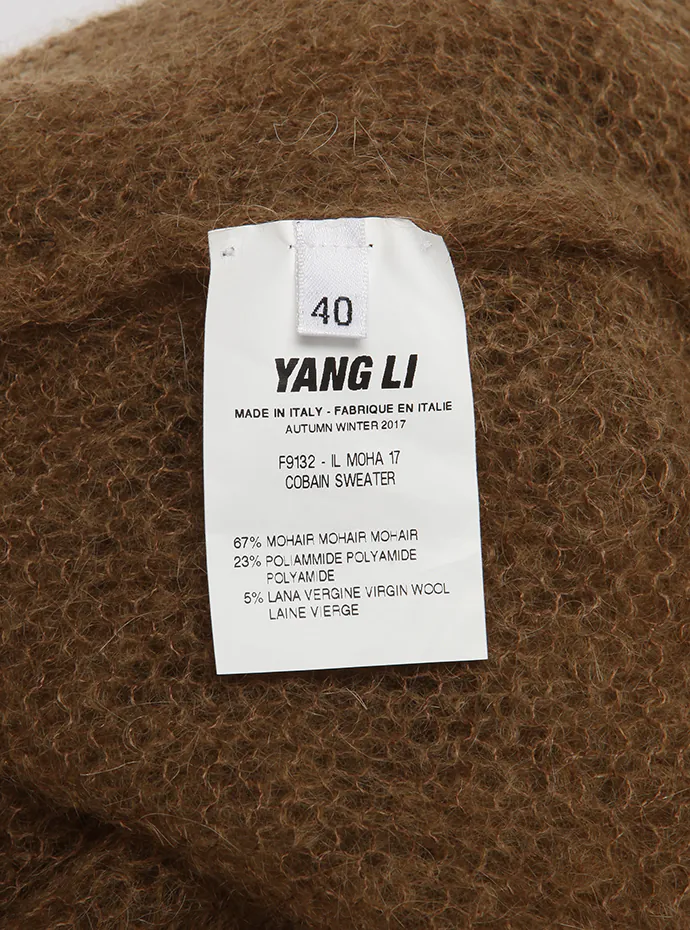 40
YANG LI
MADE IN ITALY - FABRIQUE EN ITALIE
AUTUMN WINTER 2017
F9132 - IL MOHA 17
COBAIN SWEATER
67% MOHAIR MOHAIR MOHAIR
23% POLIAMMIDE POLYAMIDE
POLYAMIDE
5% LANA VERGINE VIRGIN WOOL
LAINE VIERGE